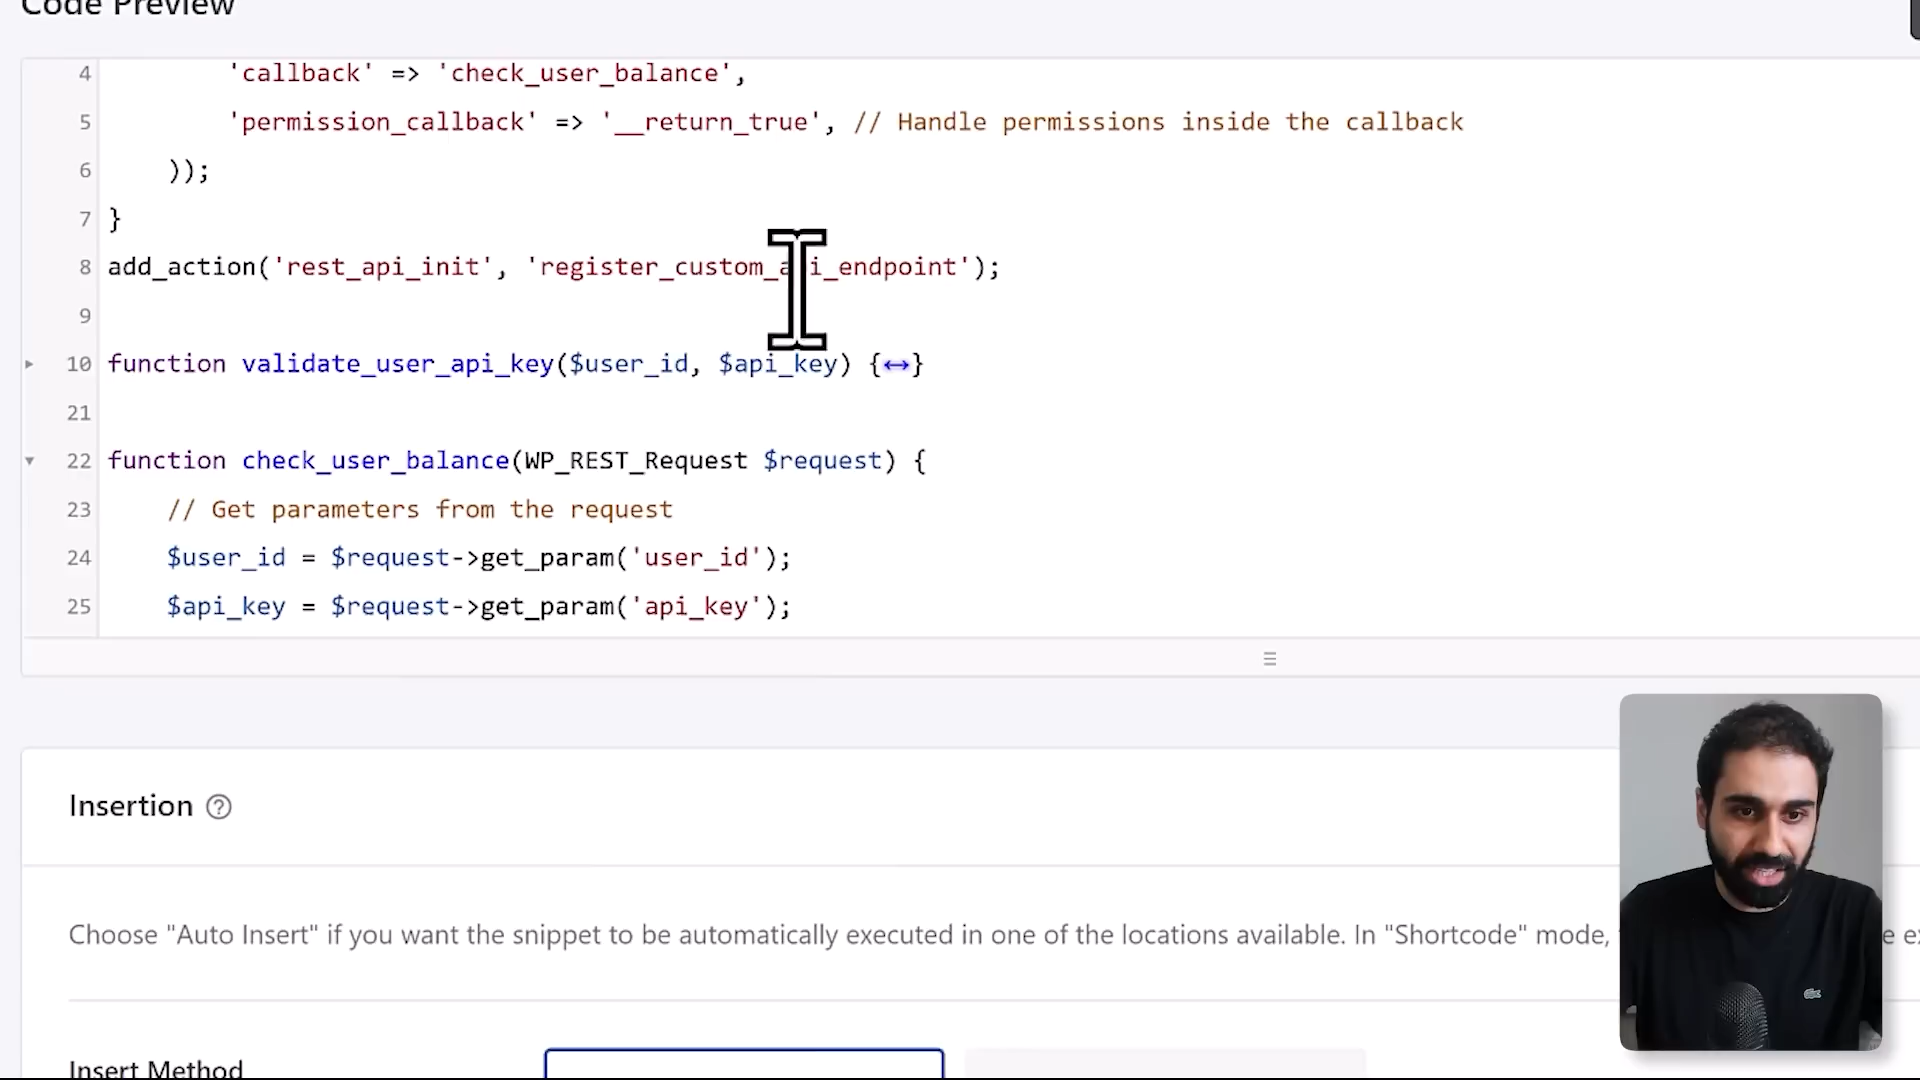 Code Preview
4 'callback' => 'check_user_balance',
5 'permission_callback' => '__return_true', // Handle permissions inside the callback
6 ));
7 }
8 add_action('rest_api_init', 'register_custom_api_endpoint');
9
10 function validate_user_api_key($user_id, $api_key) {↔}
21
22 function check_user_balance(WP_REST_Request $request) {
23 // Get parameters from the request
24 $user_id = $request->get_param('user_id');
25 $api_key = $request->get_param('api_key');
Insertion ?
Choose "Auto Insert" if you want the snippet to be automatically executed in one of the locations available. In "Shortcode" mode,
Insert Method